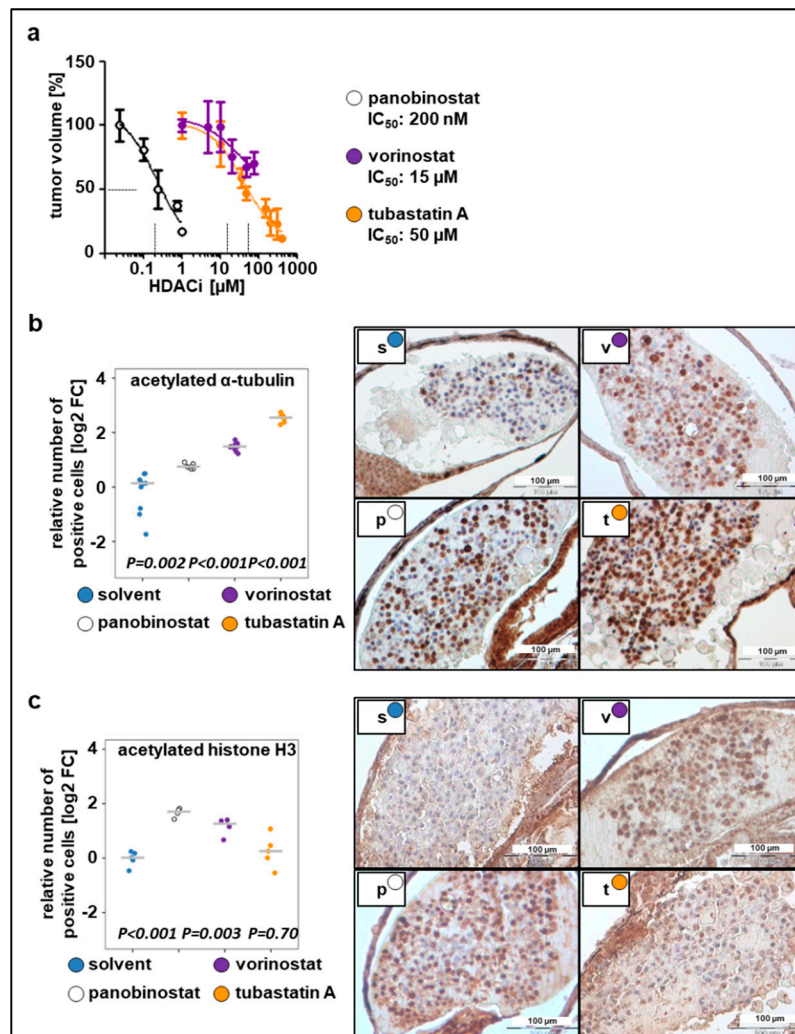 a
150
100
50
0
tumor volume [%]
0.1 1 10 100 1000
HDACi [µM]
panobinostat
IC50: 200 nM
vorinostat
IC50: 15 µM
tubastatin A
IC50: 50 µM
b
acetylated α-tubulin
relative number of
positive cells [log2 FC]
4
2
0
-2
P=0.002 P<0.001 P<0.001
solvent vorinostat
panobinostat tubastatin A
s
100 µm
v
100 µm
p
100 µm
t
100 µm
c
acetylated histone H3
relative number of
positive cells [log2 FC]
4
2
0
-2
P<0.001 P=0.003 P=0.70
solvent vorinostat
panobinostat tubastatin A
s
100 µm
v
100 µm
p
100 µm
t
100 µm